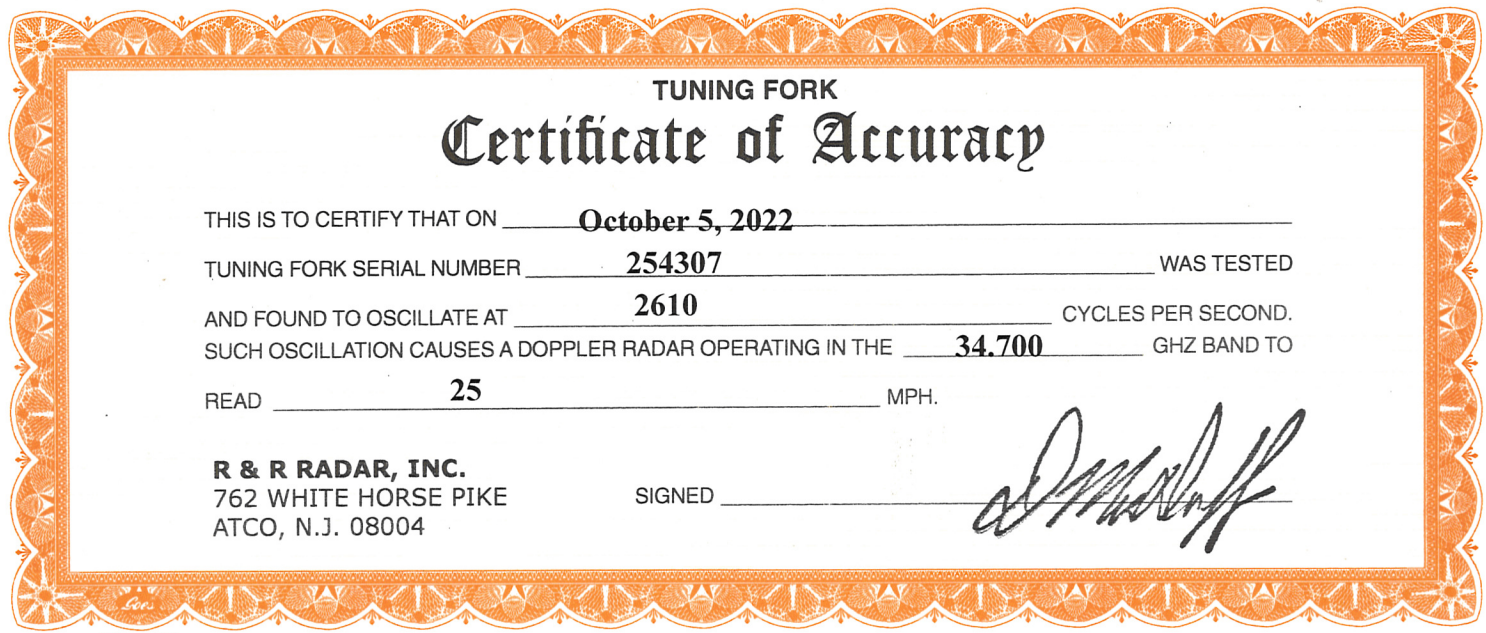 TUNING FORK
Certificate of Accuracy
THIS IS TO CERTIFY THAT ON October 5, 2022
TUNING FORK SERIAL NUMBER 254307 WAS TESTED
AND FOUND TO OSCILLATE AT 2610 CYCLES PER SECOND.
SUCH OSCILLATION CAUSES A DOPPLER RADAR OPERATING IN THE 34.700 GHZ BAND TO
READ 25 MPH.
R & R RADAR, INC.
762 WHITE HORSE PIKE
ATCO, N.J. 08004
SIGNED